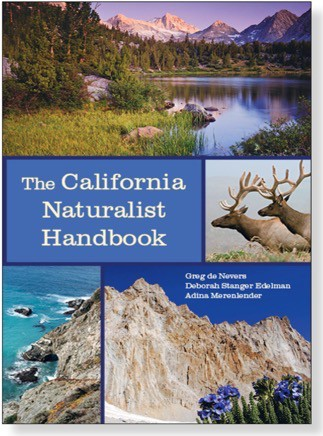 The California
Naturalist
Handbook
Greg de Nevers
Deborah Stanger Edelman
Adina Merenlender